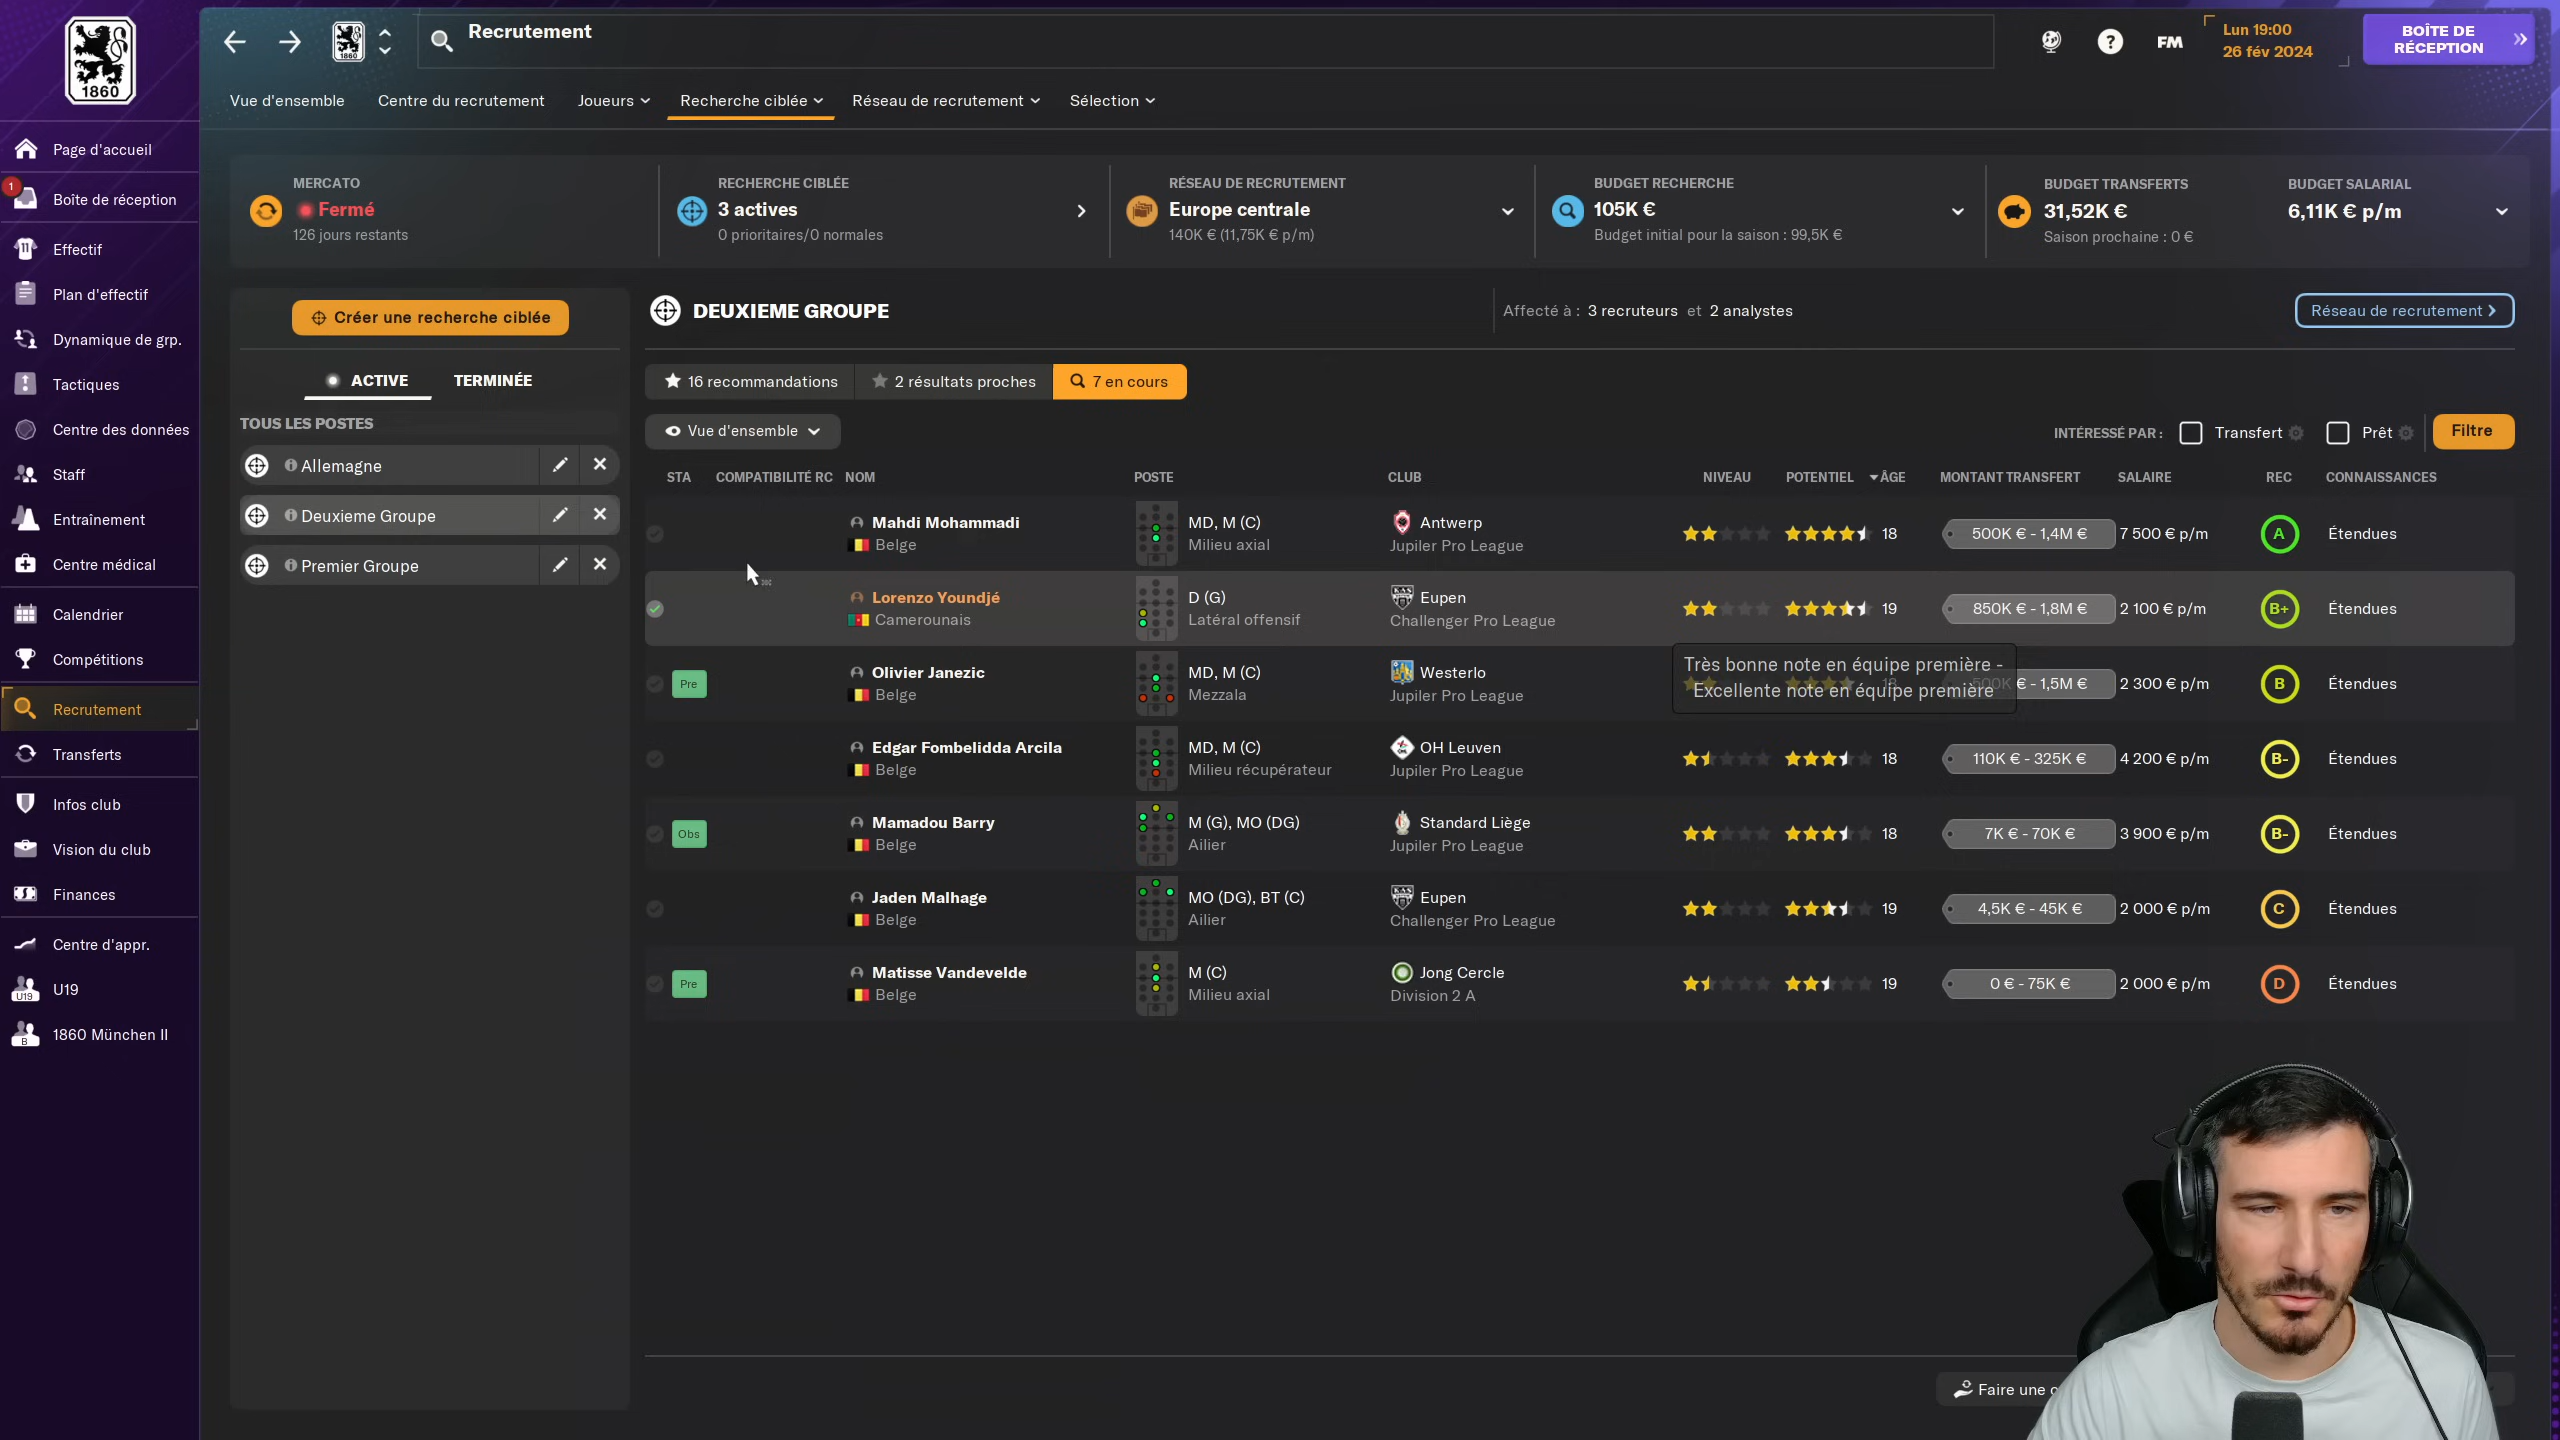 1860
1860
Recrutement
FM
Lun 19:00
26 fév 2024
BOÎTE DE
RÉCEPTION
Vue d'ensemble
Centre du recrutement
Joueurs
Recherche ciblée
Réseau de recrutement
Sélection
Page d'accueil
1
Boîte de réception
Effectif
Plan d'effectif
Dynamique de grp.
Tactiques
Centre des données
Staff
Entraînement
Centre médical
Calendrier
Compétitions
Recrutement
Transferts
Infos club
Vision du club
Finances
Centre d'appr.
U19
U19
B
1860 München II
MERCATO
Fermé
126 jours restants
RECHERCHE CIBLÉE
3 actives
0 prioritaires/0 normales
RÉSEAU DE RECRUTEMENT
Europe centrale
140K € (11,75K € p/m)
BUDGET RECHERCHE
105K €
Budget initial pour la saison : 99,5K €
BUDGET TRANSFERTS
31,52K €
Saison prochaine : 0 €
BUDGET SALARIAL
6,11K € p/m
Créer une recherche ciblée
ACTIVE
TERMINÉE
TOUS LES POSTES
Allemagne
Deuxieme Groupe
Premier Groupe
DEUXIEME GROUPE
Affecté à : 3 recruteurs et 2 analystes
Réseau de recrutement
16 recommandations
2 résultats proches
7 en cours
Vue d'ensemble
INTÉRESSÉ PAR :
Transfert
Prêt
Filtre
STA COMPATIBILITÉ RC NOM POSTE CLUB NIVEAU POTENTIEL ÂGE MONTANT TRANSFERT SALAIRE REC CONNAISSANCES
Mahdi Mohammadi MD, M (C) Antwerp
18 500K € - 1,4M € 7 500 € p/m A Étendues
Belge Milieu axial Jupiler Pro League
Lorenzo Youndjé D (G) Eupen
19 850K € - 1,8M € 2 100 € p/m B+ Étendues
Camerounais Latéral offensif Challenger Pro League
Très bonne note en équipe première -
Excellente note en équipe première
Olivier Janezic MD, M (C) Westerlo
Pre € - 1,5M € 2 300 € p/m B Étendues
Belge Mezzala Jupiler Pro League
Edgar Fombelidda Arcila MD, M (C) OH Leuven
18 110K € - 325K € 4 200 € p/m B- Étendues
Belge Milieu récupérateur Jupiler Pro League
Mamadou Barry M (G), MO (DG) Standard Liège
Obs 18 7K € - 70K € 3 900 € p/m B- Étendues
Belge Ailier Jupiler Pro League
Jaden Malhage MO (DG), BT (C) Eupen
19 4,5K € - 45K € 2 000 € p/m C Étendues
Belge Ailier Challenger Pro League
Matisse Vandevelde M (C) Jong Cercle
Pre 19 0 € - 75K € 2 000 € p/m D Étendues
Belge Milieu axial Division 2 A
Faire une